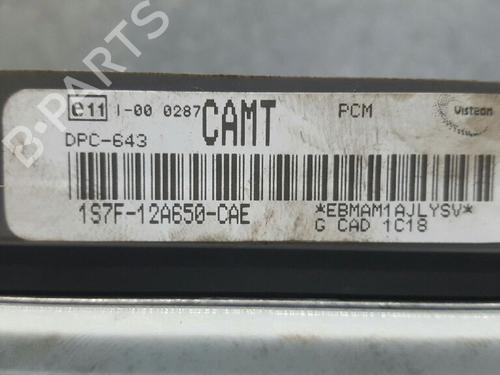 B-PARTS
e11 I-00 0287 CAMT PCM Visteon
DPC-643
1S7F-12A650-CAE *EBMAM1AJLYSV*
G CAD 1C18